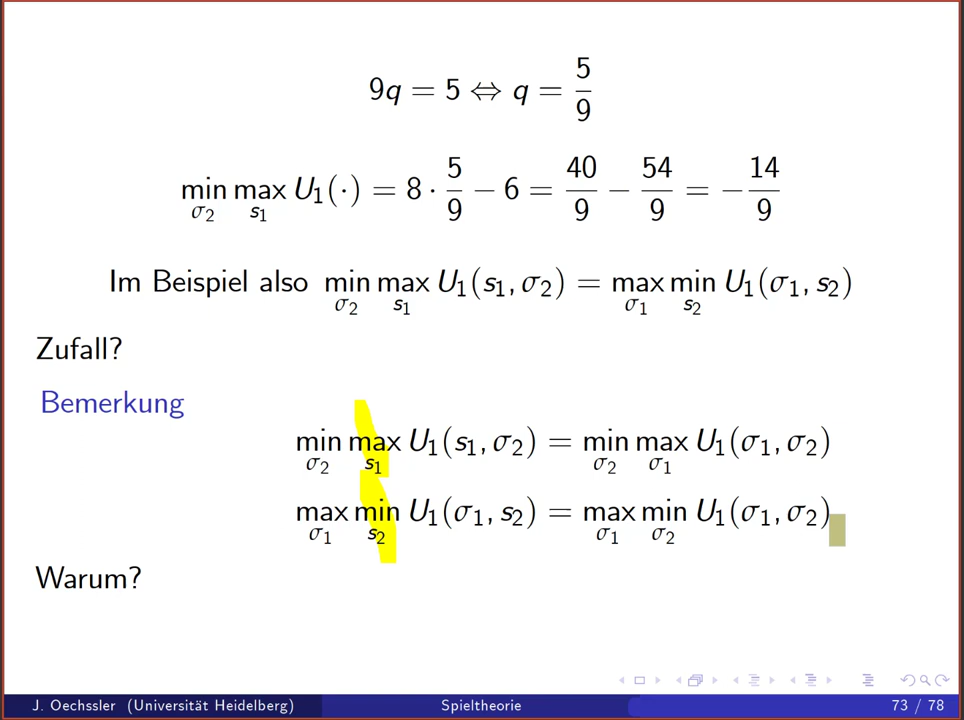 9q = 5 ⇔ q = 5/9
min_{σ₂} max_{s₁} U₁(·) = 8 · 5/9 − 6 = 40/9 − 54/9 = −14/9
Im Beispiel also min_{σ₂} max_{s₁} U₁(s₁, σ₂) = max_{σ₁} min_{s₂} U₁(σ₁, s₂)
Zufall?
Bemerkung
min_{σ₂} max_{s₁} U₁(s₁, σ₂) = min_{σ₂} max_{σ₁} U₁(σ₁, σ₂)
max_{σ₁} min_{s₂} U₁(σ₁, s₂) = max_{σ₁} min_{σ₂} U₁(σ₁, σ₂)
Warum?
J. Oechssler (Universität Heidelberg) Spieltheorie 73 / 78